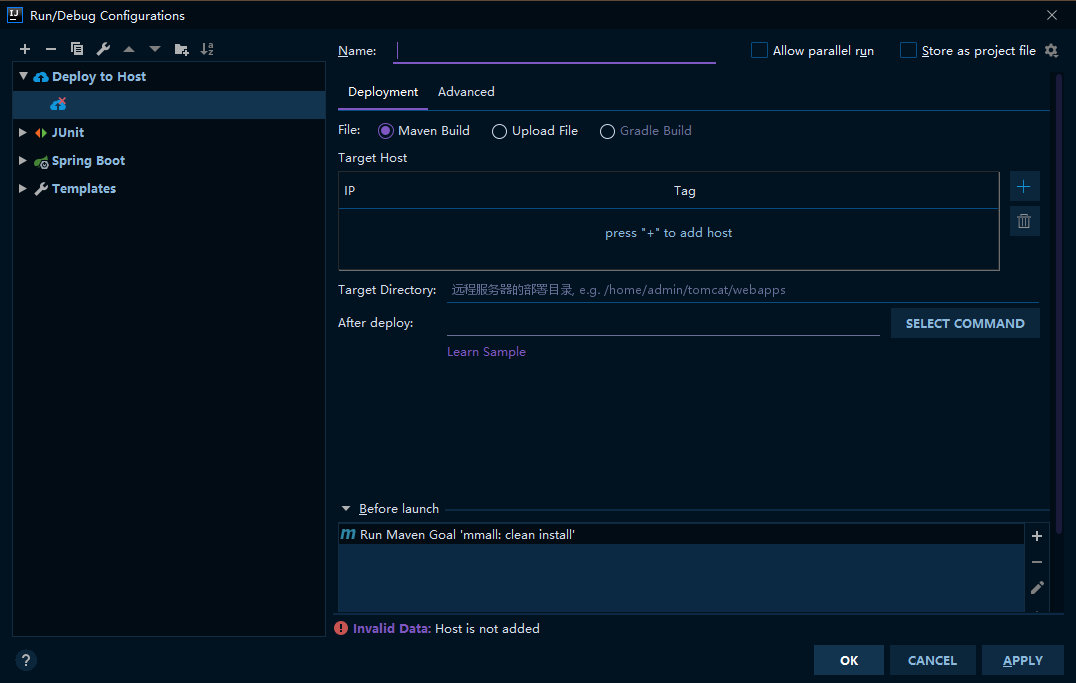 IJ Run/Debug Configurations
Name:
Allow parallel run
Store as project file
Deploy to Host
JUnit
Spring Boot
Templates
Deployment
Advanced
File:
Maven Build
Upload File
Gradle Build
Target Host
IP
Tag
press "+" to add host
Target Directory:
远程服务器的部署目录, e.g. /home/admin/tomcat/webapps
After deploy:
SELECT COMMAND
Learn Sample
Before launch
m Run Maven Goal 'mmall: clean install'
Invalid Data: Host is not added
?
OK
CANCEL
APPLY